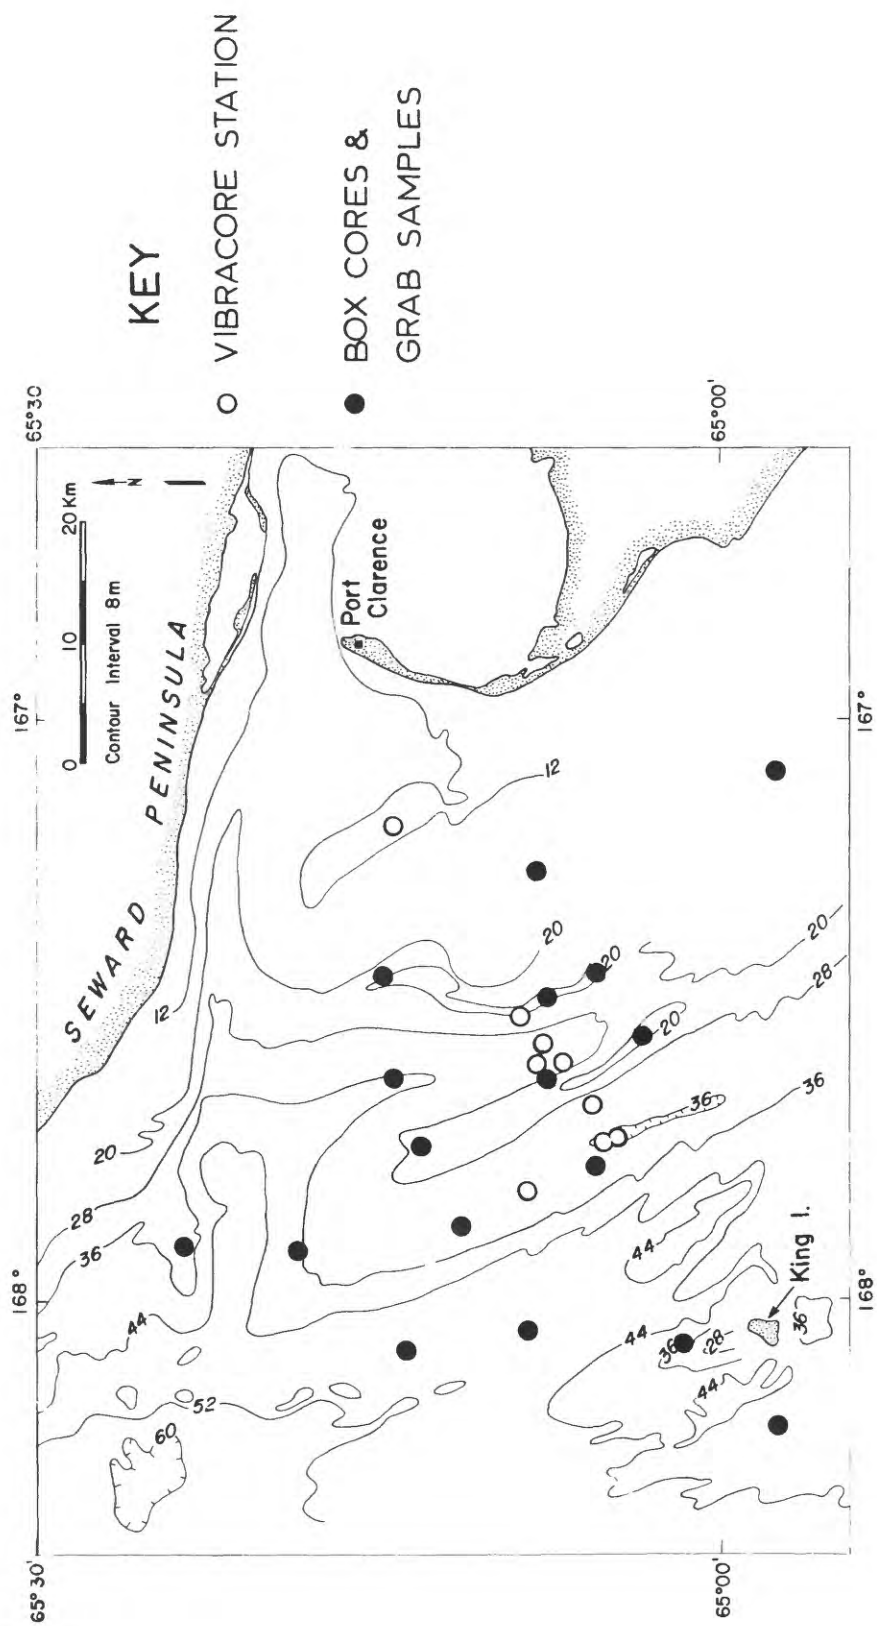 168°
167°
65°30'
65°30
0 10 20 Km
Contour Interval 8m
N
SEWARD PENINSULA
KEY
VIBRACORE STATION
BOX CORES &
GRAB SAMPLES
20
28
36
44
12
60
52
Port
Clarence
12
20
20
20
36
44
44
36
28
44
20
28
36
King I.
36
65°00'
65°00'
168°
167°